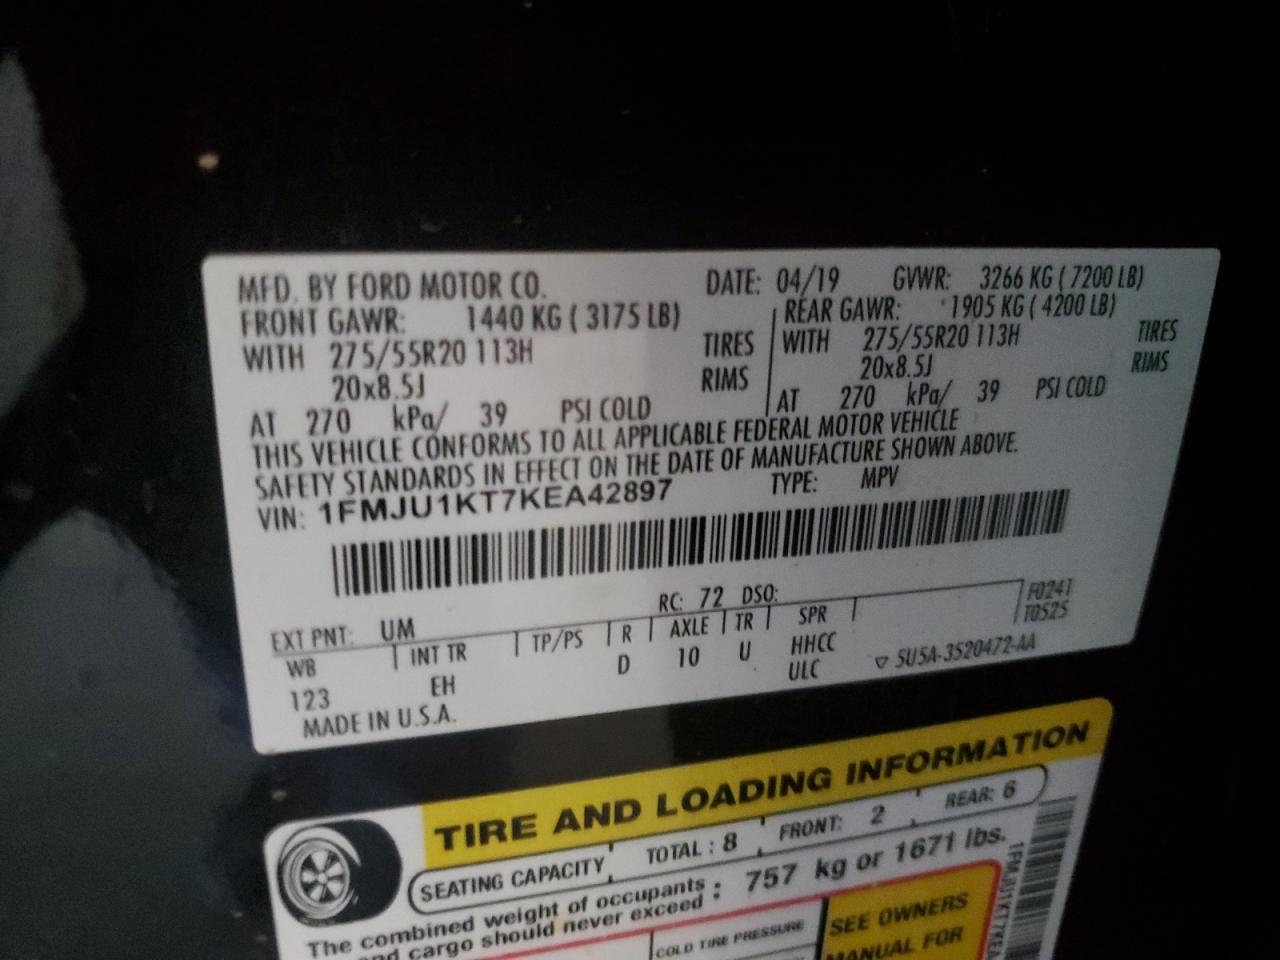 MFD. BY FORD MOTOR CO. DATE: 04/19 GVWR: 3266 KG ( 7200 LB)
FRONT GAWR: 1440 KG ( 3175 LB) REAR GAWR: 1905 KG ( 4200 LB)
WITH 275/55R20 113H TIRES WITH 275/55R20 113H TIRES
20x8.5J RIMS 20x8.5J RIMS
AT 270 kPa/ 39 PSI COLD AT 270 kPa/ 39 PSI COLD
THIS VEHICLE CONFORMS TO ALL APPLICABLE FEDERAL MOTOR VEHICLE
SAFETY STANDARDS IN EFFECT ON THE DATE OF MANUFACTURE SHOWN ABOVE.
VIN: 1FMJU1KT7KEA42897 TYPE: MPV
EXT PNT: UM RC: 72 DSO: F0241
T0525
WB INT TR TP/PS R AXLE TR SPR
123 EH D 10 U HHCC
ULC 5U5A-3520472-AA
MADE IN U.S.A.
TIRE AND LOADING INFORMATION
SEATING CAPACITY TOTAL : 8 FRONT: 2 REAR: 6
The combined weight of occupants
and cargo should never exceed : 757 kg or 1671 lbs.
COLD TIRE PRESSURE
SEE OWNERS
MANUAL FOR
1FMJU1KT7KEA